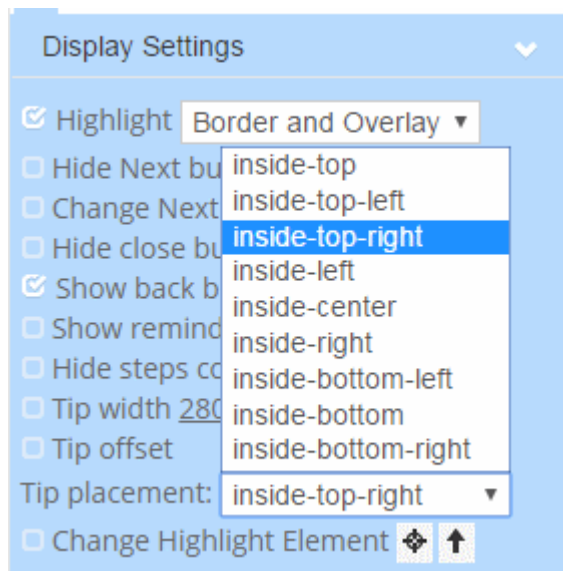 Display Settings
Highlight Border and Overlay
Hide Next bu
inside-top
Change Next
inside-top-left
Hide close bu
inside-top-right
Show back b
inside-left
Show remind
inside-center
Hide steps co
inside-right
Tip width 280
inside-bottom-left
Tip offset
inside-bottom
inside-bottom-right
Tip placement: inside-top-right
Change Highlight Element